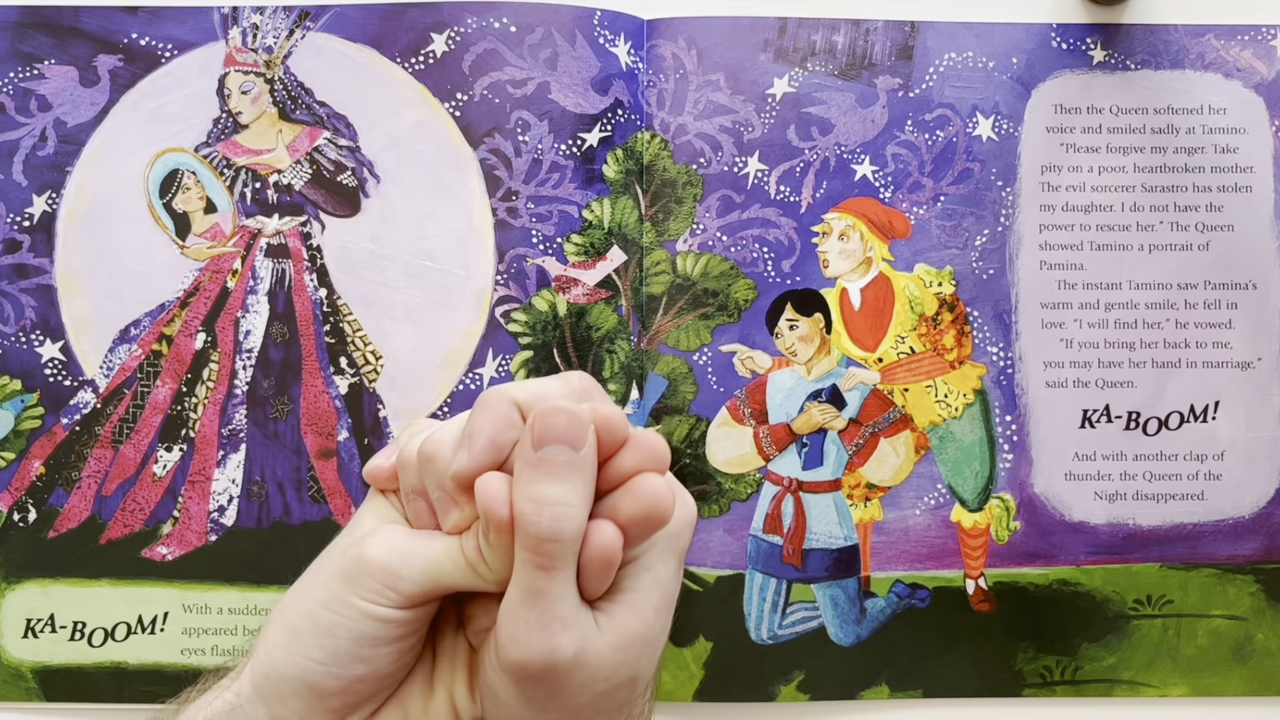 KA-BOOM!
With a sudden
appeared
eyes
Then the Queen softened her
voice and smiled sadly at Tamino.
"Please forgive my anger. Take
pity on a poor, heartbroken mother.
The evil sorcerer Sarastro has stolen
my daughter. I do not have the
power to rescue her." The Queen
showed Tamino a portrait of
Pamina.
The instant Tamino saw Pamina's
warm and gentle smile, he fell in
love. "I will find her," he vowed.
"If you bring her back to me,
you may have her hand in marriage,"
said the Queen.
KA-BOOM!
And with another clap of
thunder, the Queen of the
Night disappeared.